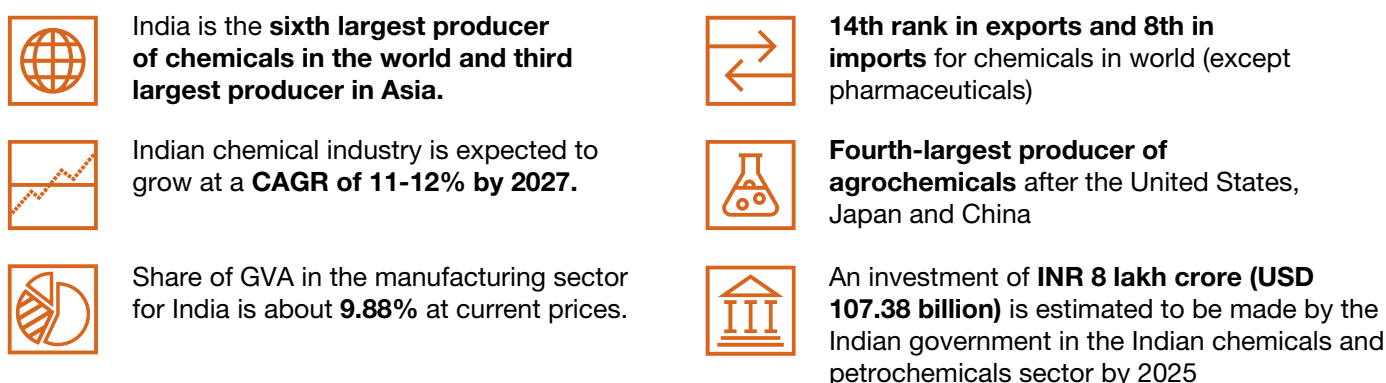 India is the sixth largest producer
of chemicals in the world and third
largest producer in Asia.
Indian chemical industry is expected to
grow at a CAGR of 11-12% by 2027.
Share of GVA in the manufacturing sector
for India is about 9.88% at current prices.
14th rank in exports and 8th in
imports for chemicals in world (except
pharmaceuticals)
Fourth-largest producer of
agrochemicals after the United States,
Japan and China
An investment of INR 8 lakh crore (USD
107.38 billion) is estimated to be made by the
Indian government in the Indian chemicals and
petrochemicals sector by 2025